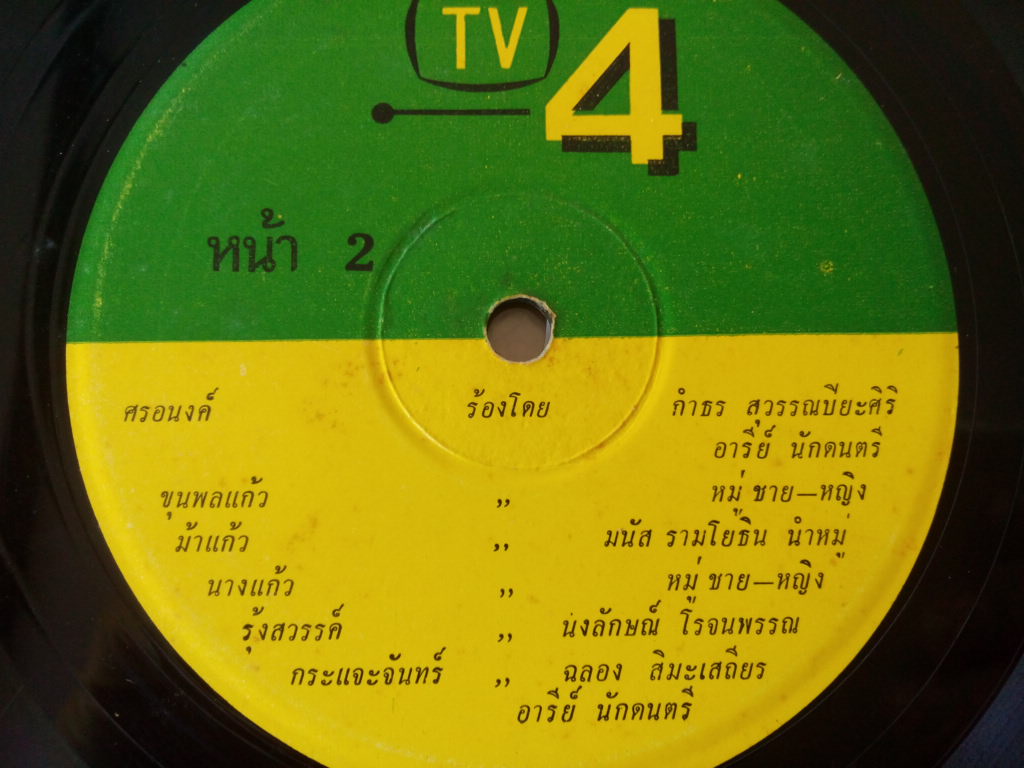 TV 4
หน้า 2
ศรอนงค์ ร้องโดย กำธร สุวรรณปิยะศิริ
อารีย์ นักดนตรี
ขุนพลแก้ว ,, หมู่ ชาย—หญิง
ม้าแก้ว ,, มนัส รามโยธิน นำหมู่
นางแก้ว ,, หมู่ ชาย—หญิง
รุ้งสวรรค์ ,, นงลักษณ์ โรจนพรรณ
กระแจะจันทร์ ,, ฉลอง สิมะเสถียร
อารีย์ นักดนตรี